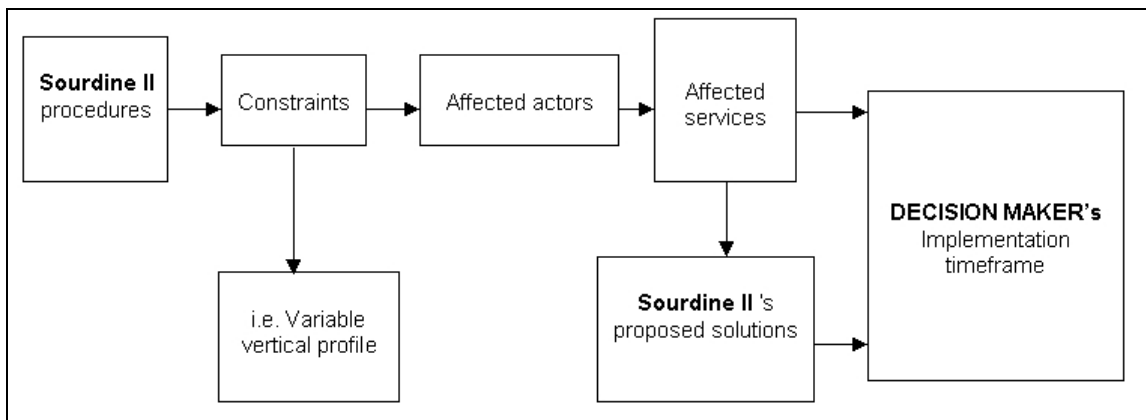 Sourdine II
procedures
Constraints
Affected actors
Affected
services
DECISION MAKER's
Implementation
timeframe
i.e. Variable
vertical profile
Sourdine II 's
proposed solutions